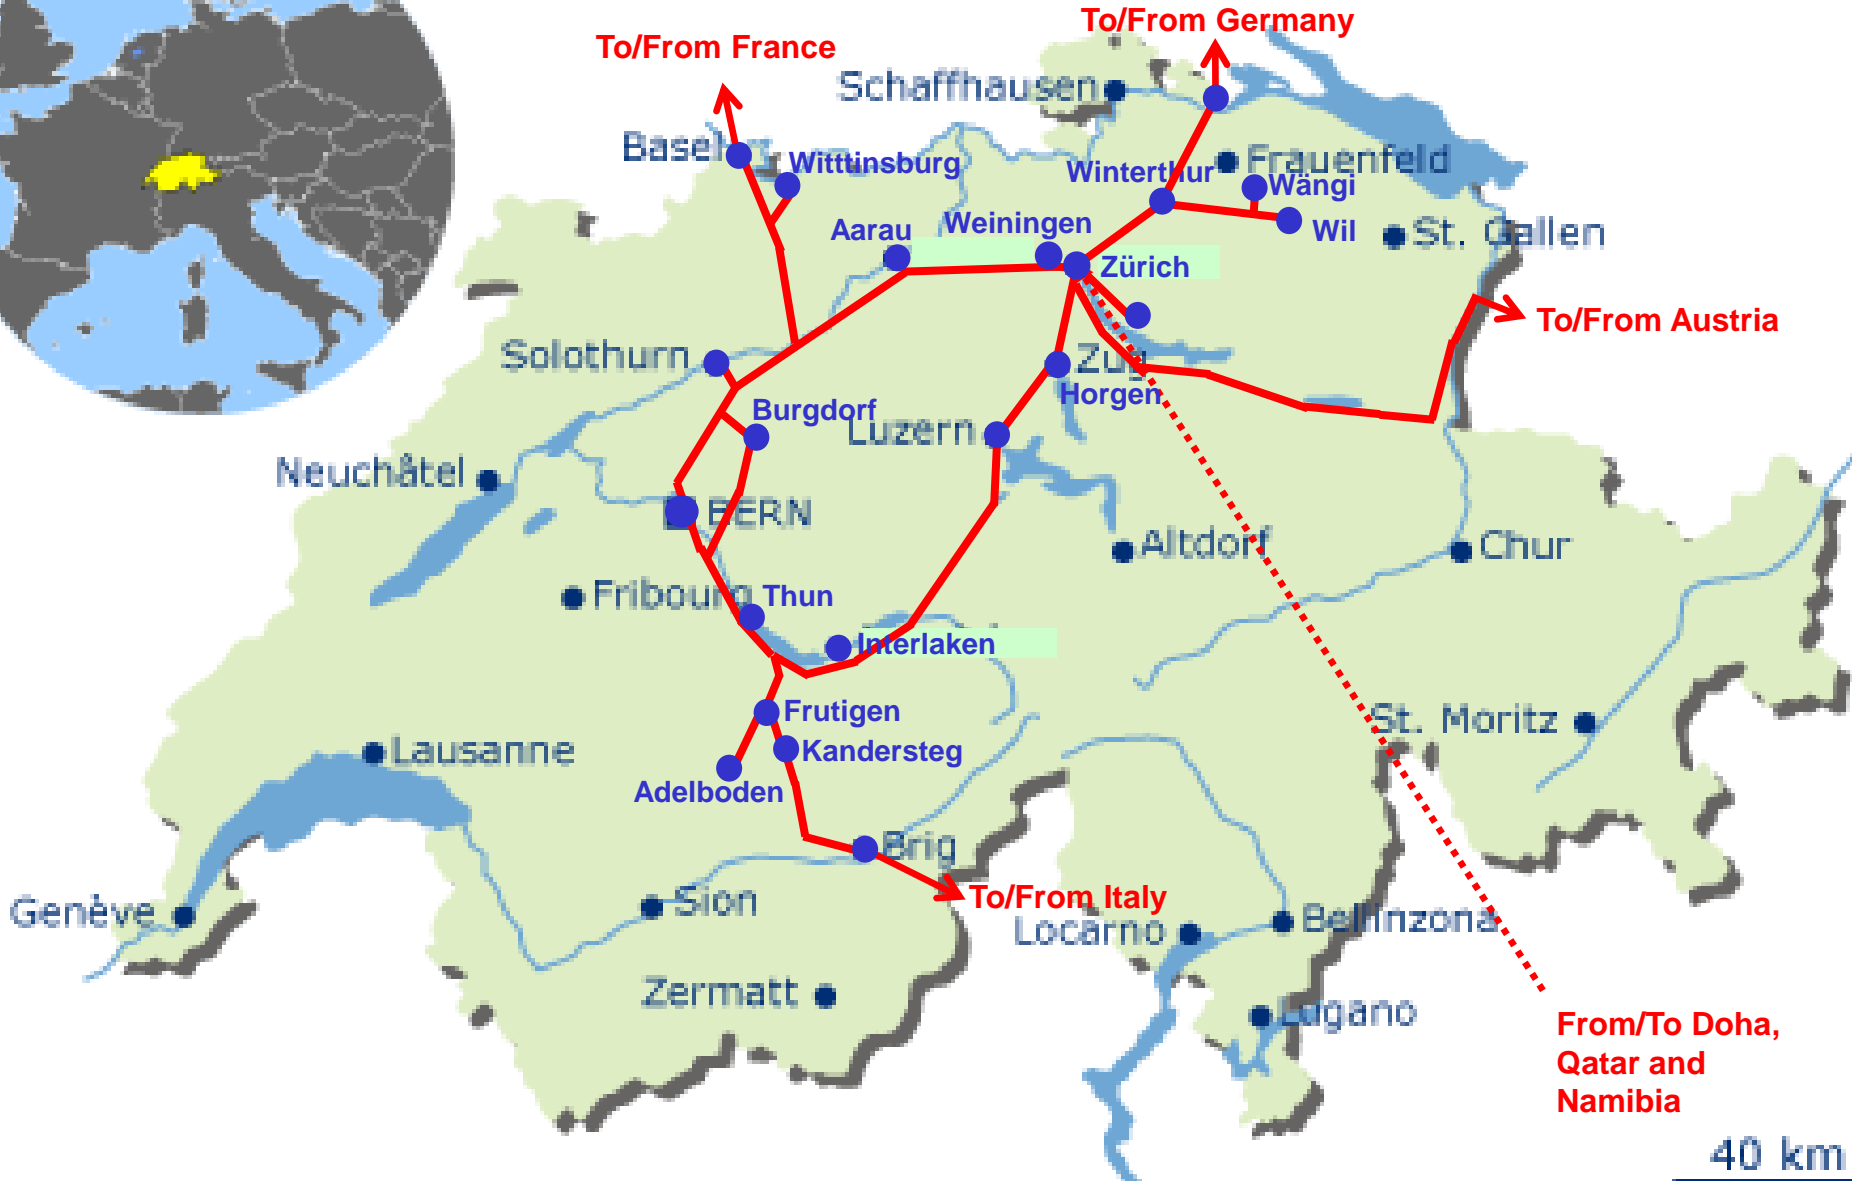 To/From Germany
To/From France
Schaffhausen
Basel
Witttinsburg
Winterthur
Frauenfeld
Wängi
Aarau
Weiningen
Wil
St. Gallen
Zürich
To/From Austria
Solothurn
Zug
Horgen
Burgdorf
Luzern
Neuchâtel
BERN
Altdorf
Chur
Fribourg
Thun
Interlaken
Frutigen
St. Moritz
Kandersteg
Lausanne
Adelboden
Brig
To/From Italy
Sion
Genève
Locarno
Bellinzona
Zermatt
Lugano
From/To Doha,
Qatar and
Namibia
40 km